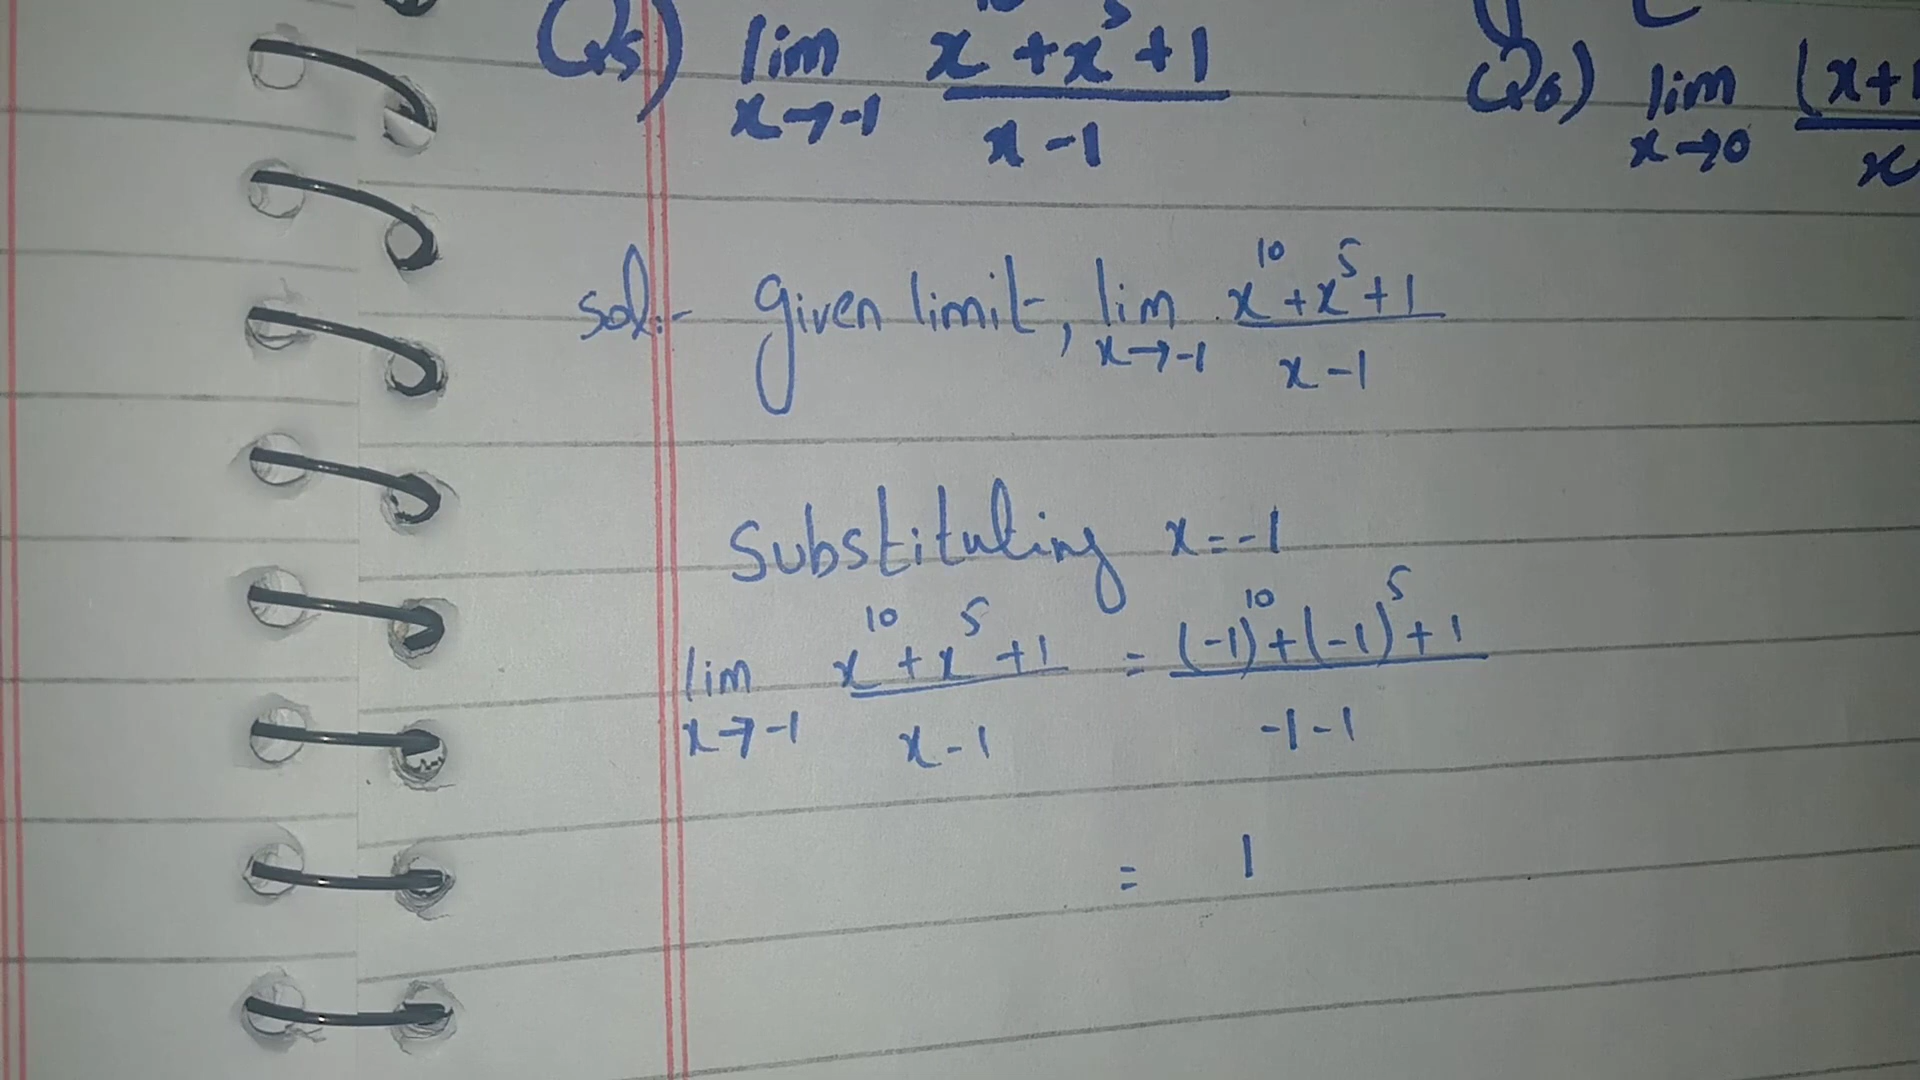 Q5) lim x→-1 (x^10 + x^5 + 1)/(x - 1)
Q6) lim x→0 (x+1
x
Sol:- Given limit, lim x→-1 (x^10 + x^5 + 1)/(x - 1)
Substituting x = -1
lim x→-1 (x^10 + x^5 + 1)/(x - 1) = ((-1)^10 + (-1)^5 + 1)/(-1 - 1)
= 1